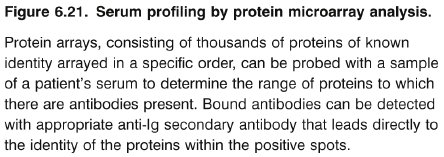 Figure 6.21. Serum profiling by protein microarray analysis.
Protein arrays, consisting of thousands of proteins of known
identity arrayed in a specific order, can be probed with a sample
of a patient's serum to determine the range of proteins to which
there are antibodies present. Bound antibodies can be detected
with appropriate anti-Ig secondary antibody that leads directly to
the identity of the proteins within the positive spots.